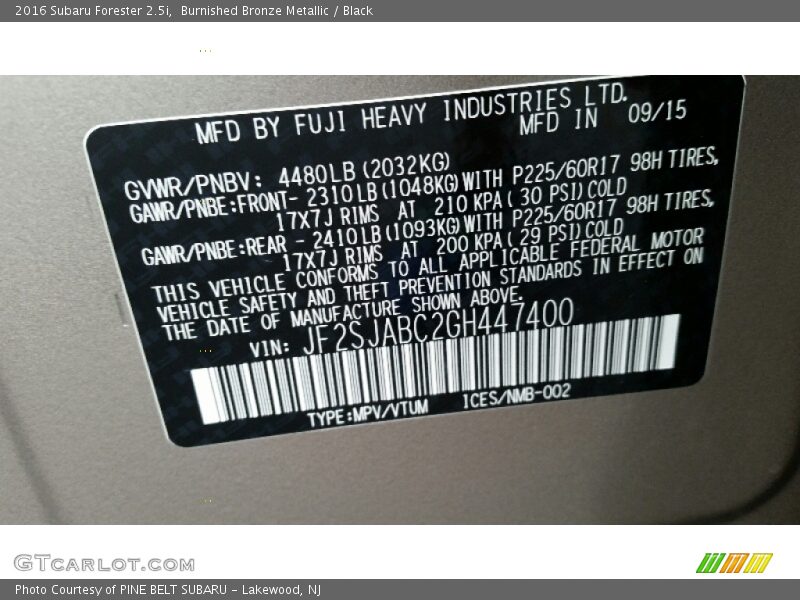 2016 Subaru Forester 2.5i, Burnished Bronze Metallic / Black
MFD BY FUJI HEAVY INDUSTRIES LTD.
MFD IN 09/15
GVWR/PNBV: 4480LB (2032KG)
GAWR/PNBE:FRONT- 2310LB (1048KG) WITH P225/60R17 98H TIRES,
17X7J RIMS AT 210 KPA ( 30 PSI) COLD
GAWR/PNBE:REAR - 2410LB (1093KG) WITH P225/60R17 98H TIRES,
17X7J RIMS AT 200 KPA ( 29 PSI) COLD
THIS VEHICLE CONFORMS TO ALL APPLICABLE FEDERAL MOTOR
VEHICLE SAFETY AND THEFT PREVENTION STANDARDS IN EFFECT ON
THE DATE OF MANUFACTURE SHOWN ABOVE.
VIN: JF2SJABC2GH447400
TYPE:MPV/VTUM ICES/NMB-002
GTcarlot.com
Photo Courtesy of PINE BELT SUBARU - Lakewood, NJ